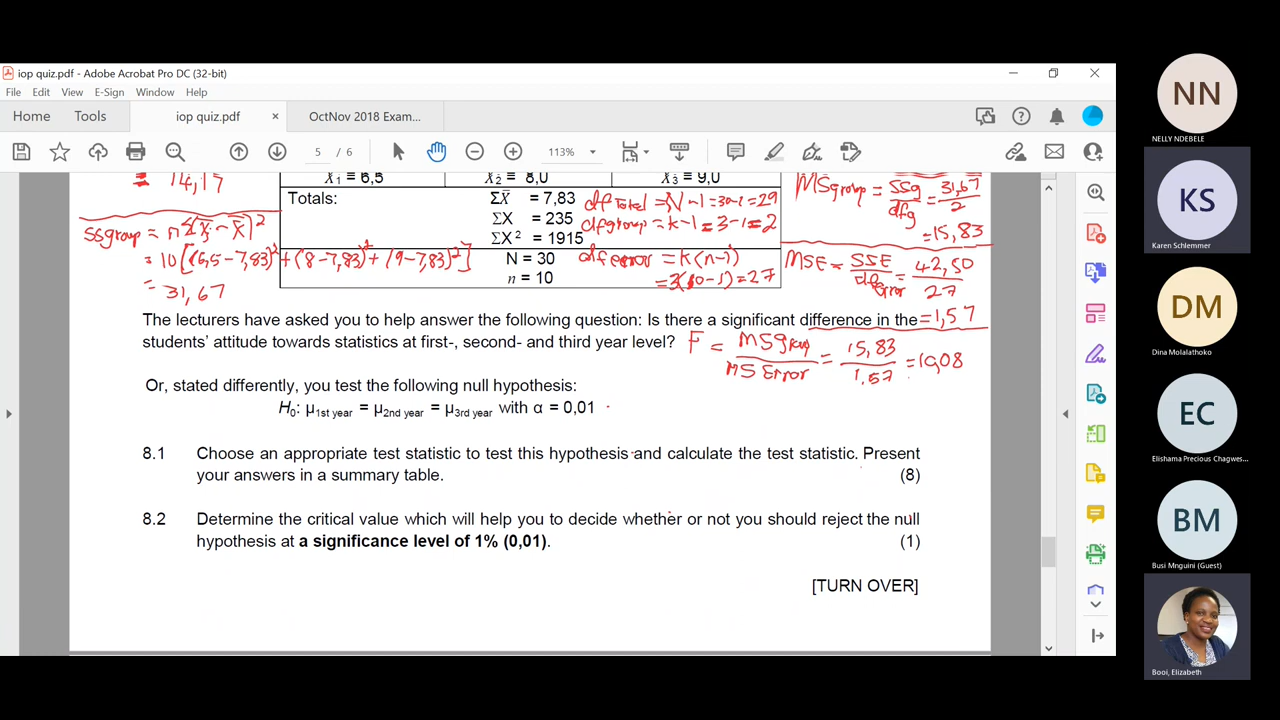 iop quiz.pdf - Adobe Acrobat Pro DC (32-bit)
File Edit View E-Sign Window Help
Home Tools iop quiz.pdf × OctNov 2018 Exam...
5 / 6 113%
= 14,17
X̄1 = 6,5 X̄2 = 8,0 X̄3 = 9,0
Totals:
ΣX̄ = 7,83
ΣX = 235
ΣX² = 1915
N = 30
n = 10
SSgroup = nΣ(X̄j - X̄)²
= 10[(6,5-7,83)² + (8-7,83)² + (9-7,83)²]
= 31,67
dfTotal = N-1 = 30-1 = 29
dfgroup = k-1 = 3-1 = 2
df error = k(n-1)
= 3(10-1) = 27
MSgroup = SSg/dfg = 31,67/2
= 15,83
MSE = SSE/dfError = 42,50/27
= 1,57
The lecturers have asked you to help answer the following question: Is there a significant difference in the
students' attitude towards statistics at first-, second- and third year level?
F = MSgroup/MSError = 15,83/1,57 = 10,08
Or, stated differently, you test the following null hypothesis:
H0: μ1st year = μ2nd year = μ3rd year with α = 0,01
8.1 Choose an appropriate test statistic to test this hypothesis and calculate the test statistic. Present
your answers in a summary table. (8)
8.2 Determine the critical value which will help you to decide whether or not you should reject the null
hypothesis at a significance level of 1% (0,01). (1)
[TURN OVER]
NN
NELLY NDEBELE
KS
Karen Schlemmer
DM
Dina Molalathoko
EC
Elishama Precious Chagwes...
BM
Busi Mnguini (Guest)
Booi, Elizabeth